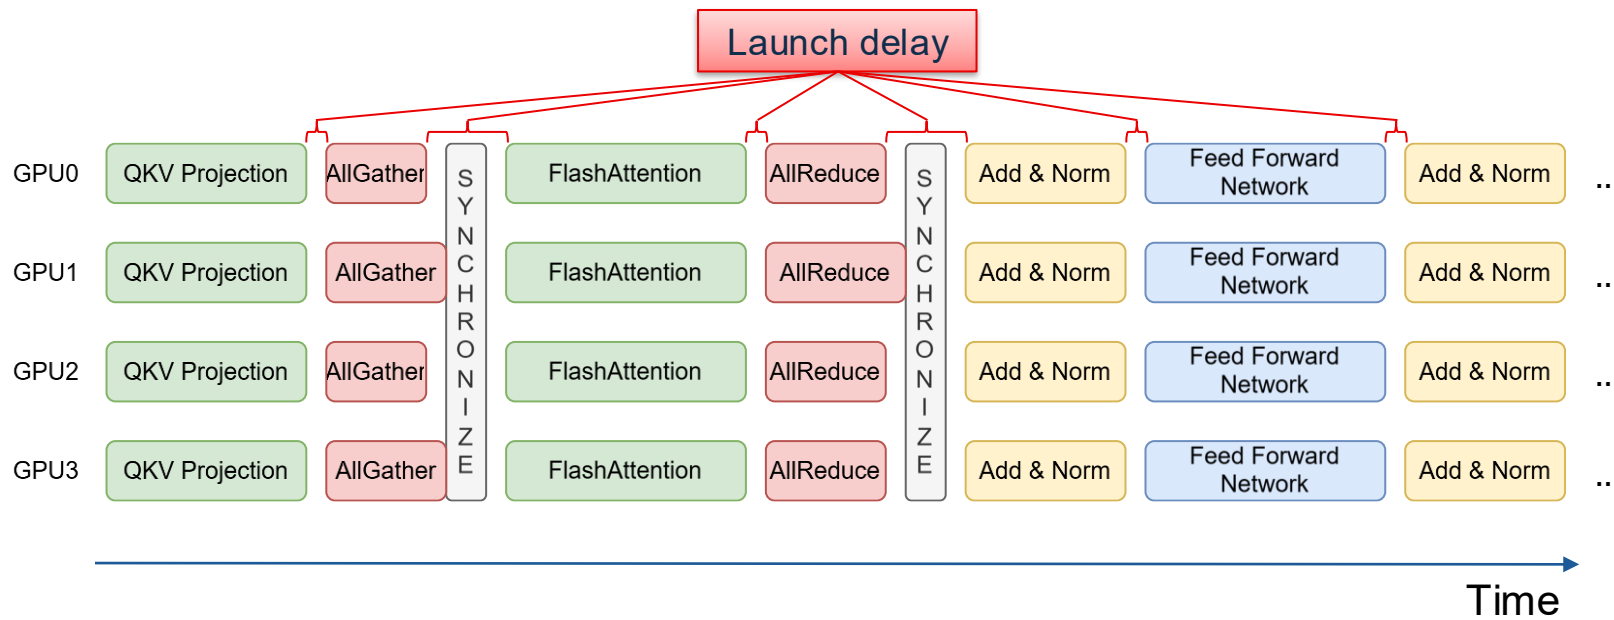 Launch delay
GPU0 QKV Projection AllGather FlashAttention AllReduce Add & Norm Feed Forward Network Add & Norm ..
GPU1 QKV Projection AllGather FlashAttention AllReduce Add & Norm Feed Forward Network Add & Norm ..
GPU2 QKV Projection AllGather FlashAttention AllReduce Add & Norm Feed Forward Network Add & Norm ..
GPU3 QKV Projection AllGather FlashAttention AllReduce Add & Norm Feed Forward Network Add & Norm ..
SYNCHRONIZE
SYNCHRONIZE
Time